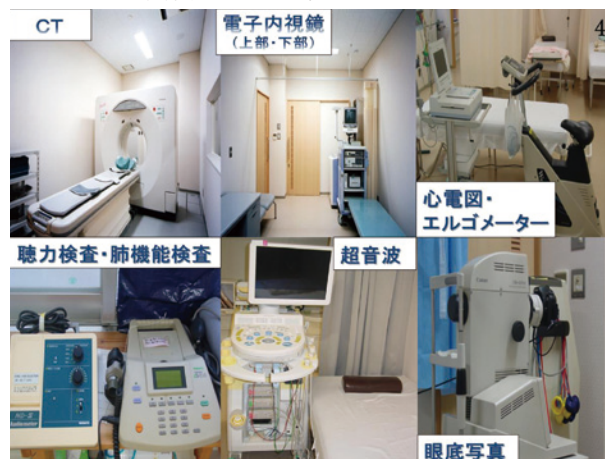 CT
電子内視鏡
(上部・下部)
4
心電図・
エルゴメーター
聴力検査・肺機能検査
超音波
眼底写真